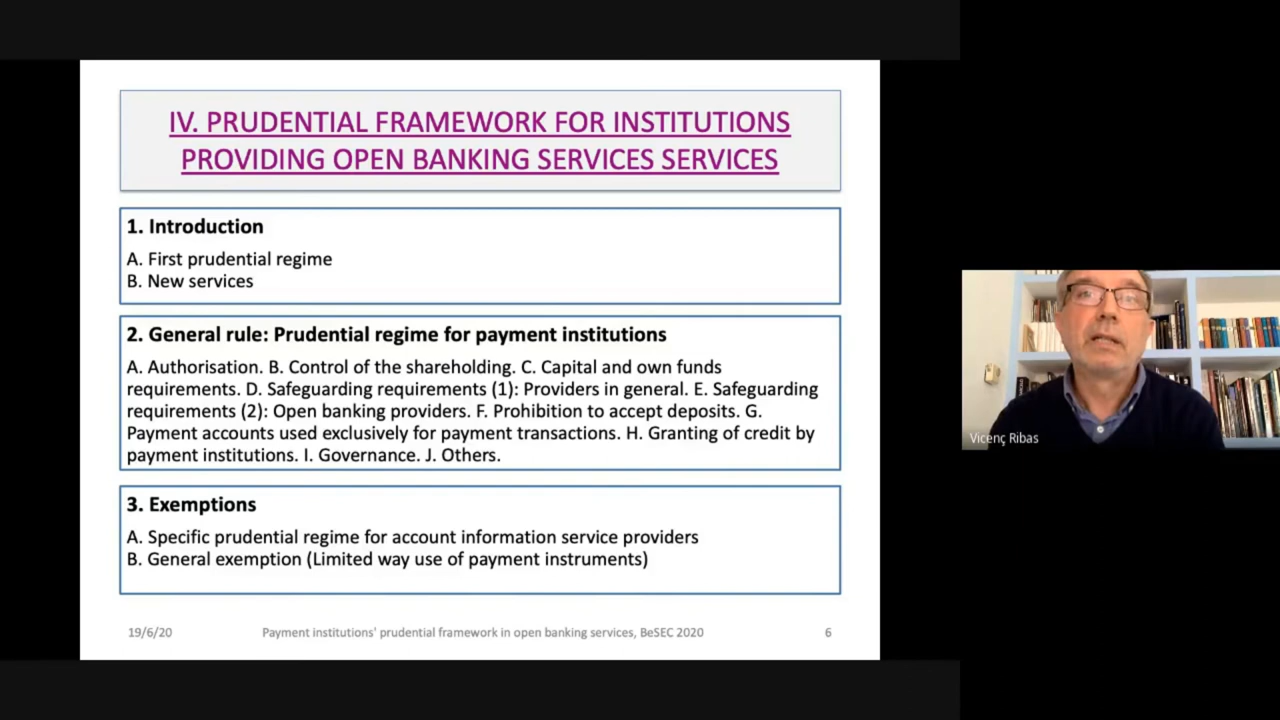 IV. PRUDENTIAL FRAMEWORK FOR INSTITUTIONS
PROVIDING OPEN BANKING SERVICES SERVICES
1. Introduction
A. First prudential regime
B. New services
2. General rule: Prudential regime for payment institutions
A. Authorisation. B. Control of the shareholding. C. Capital and own funds
requirements. D. Safeguarding requirements (1): Providers in general. E. Safeguarding
requirements (2): Open banking providers. F. Prohibition to accept deposits. G.
Payment accounts used exclusively for payment transactions. H. Granting of credit by
payment institutions. I. Governance. J. Others.
3. Exemptions
A. Specific prudential regime for account information service providers
B. General exemption (Limited way use of payment instruments)
19/6/20
Payment institutions' prudential framework in open banking services, BeSEC 2020
6
Vicenç Ribas